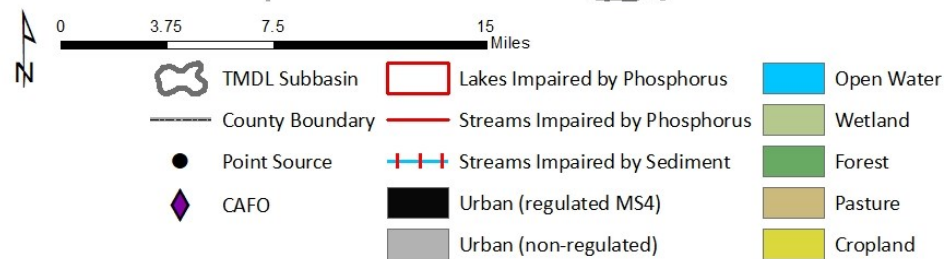 0 3.75 7.5 15
Miles
N
TMDL Subbasin
County Boundary
Point Source
CAFO
Lakes Impaired by Phosphorus
Streams Impaired by Phosphorus
Streams Impaired by Sediment
Urban (regulated MS4)
Urban (non-regulated)
Open Water
Wetland
Forest
Pasture
Cropland